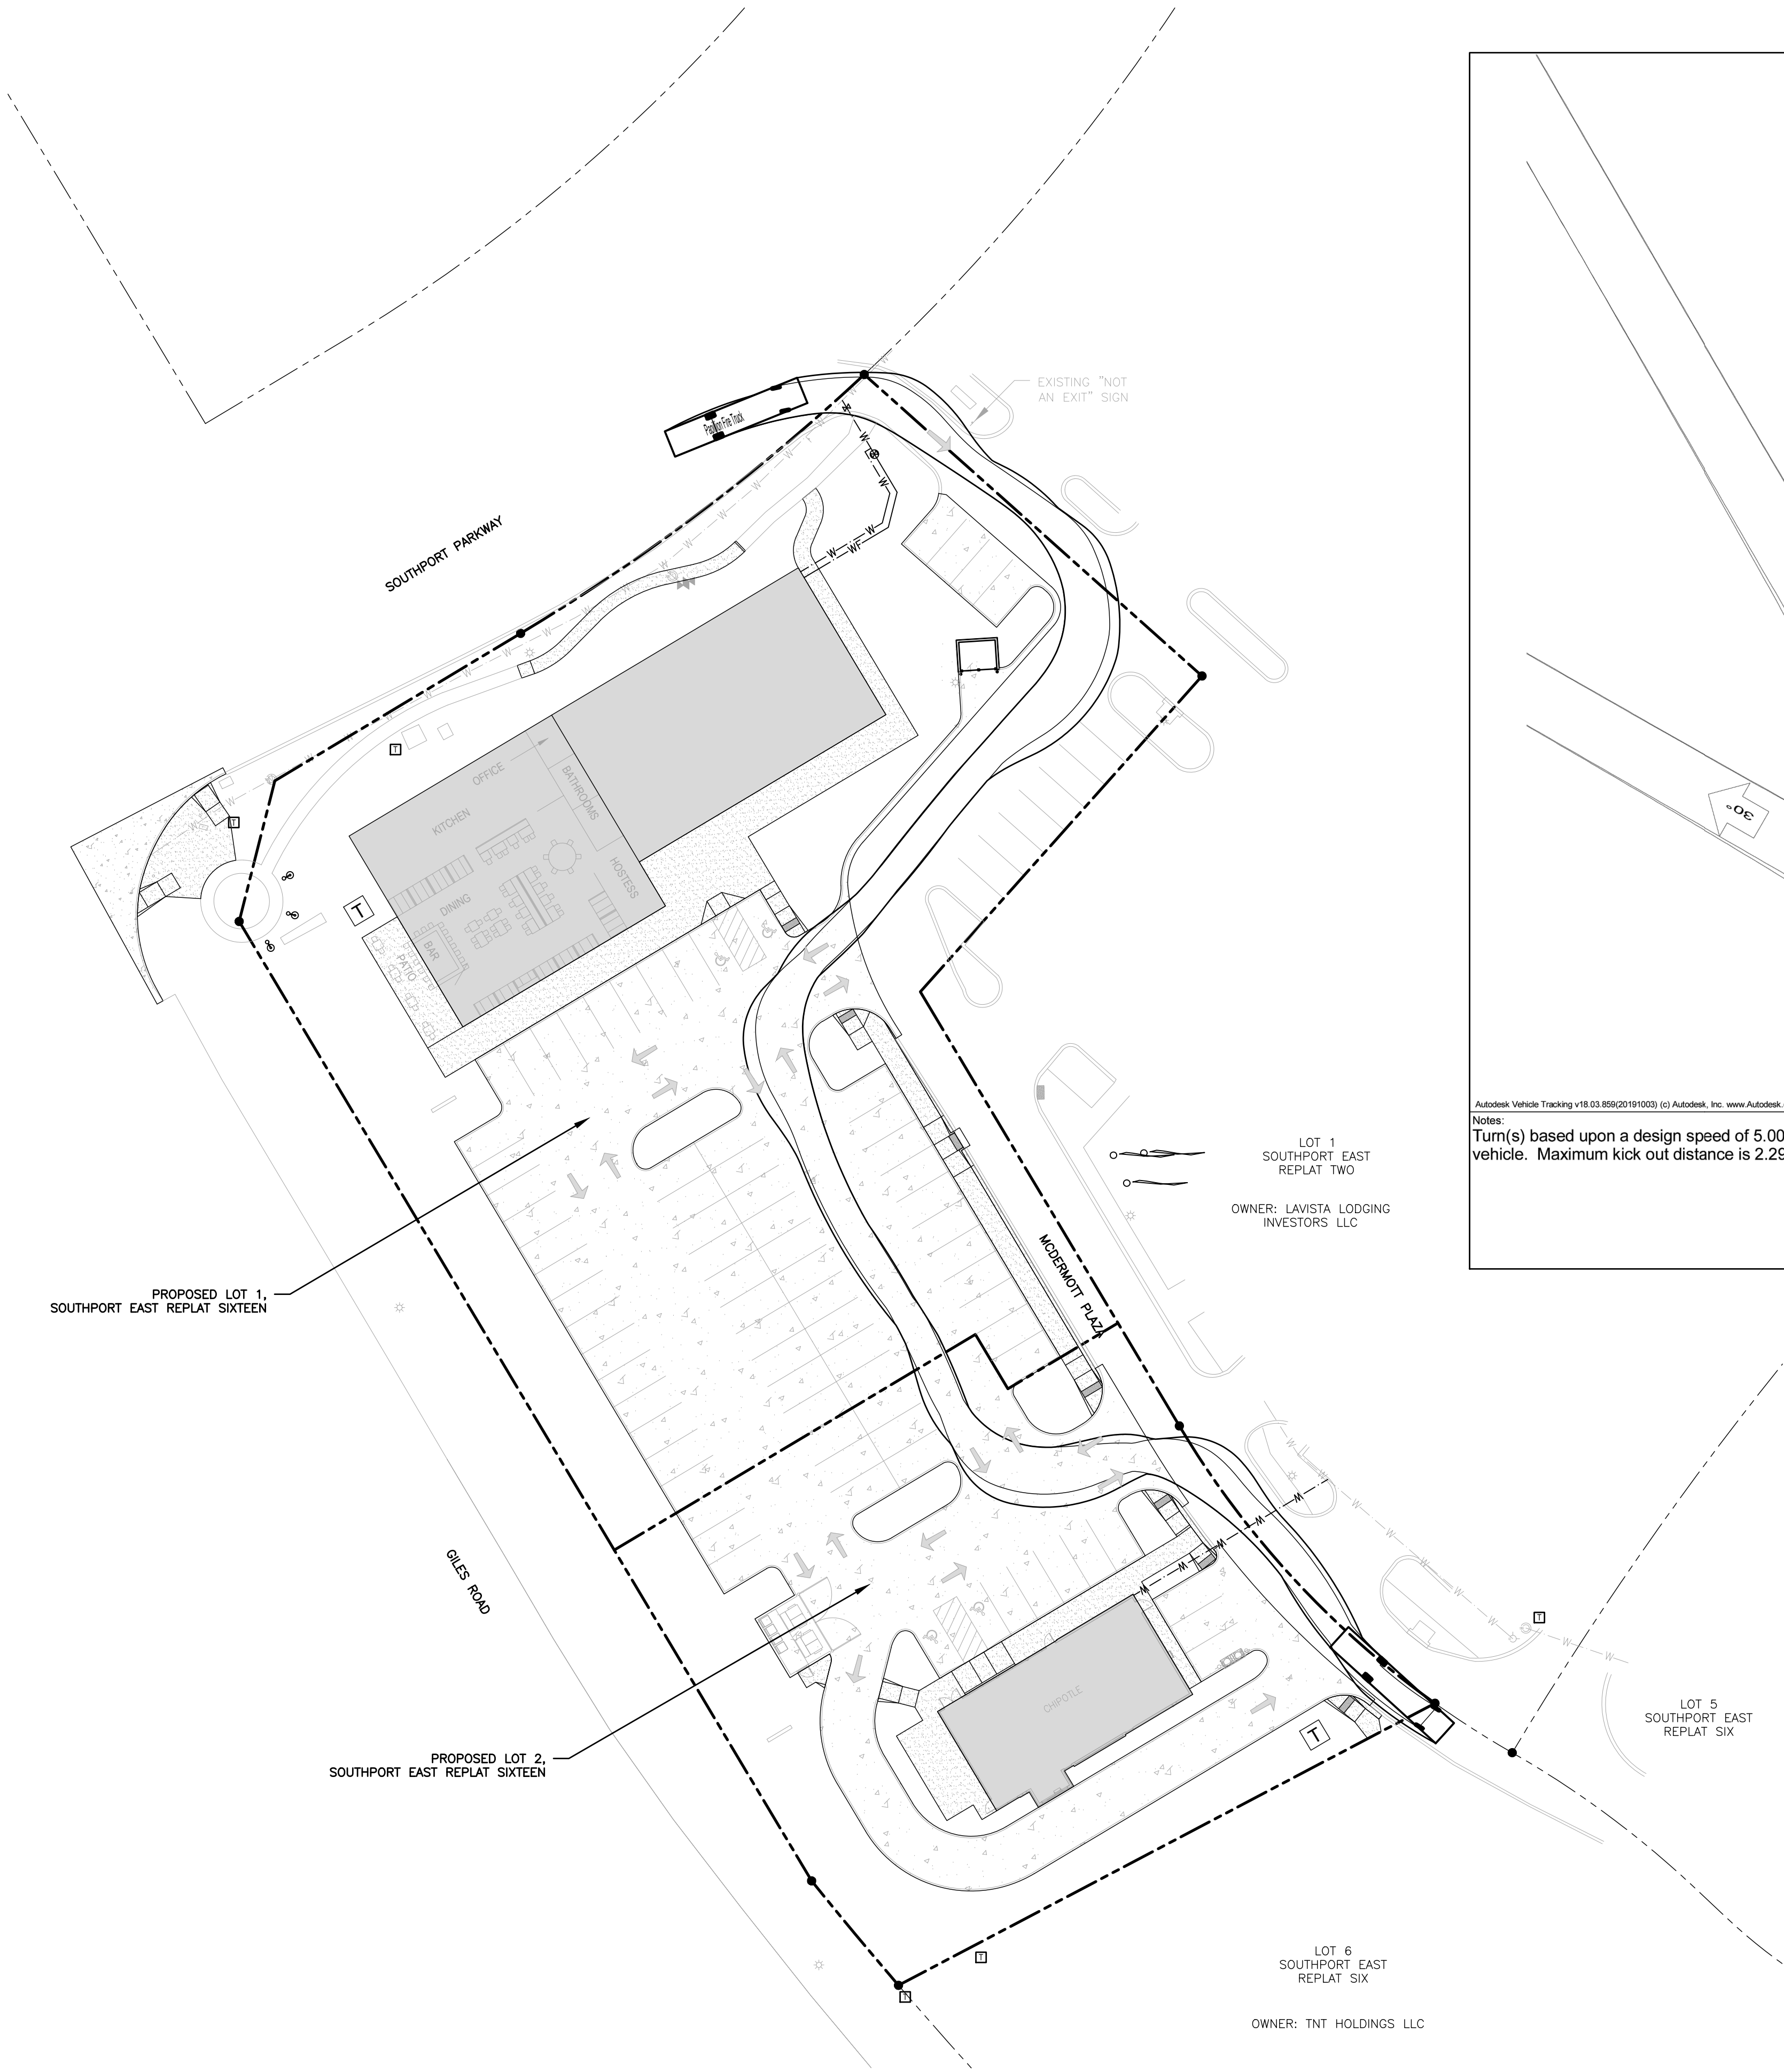 EXISTING "NOT
AN EXIT" SIGN
Papillion Fire Truck
SOUTHPORT PARKWAY
W
WF
T
OFFICE
BATHROOMS
KITCHEN
HOSTESS
DINING
BAR
PATIO
T
30°
Autodesk Vehicle Tracking v18.03.859(20191003) (c) Autodesk, Inc. www.Autodesk.
Notes:
Turn(s) based upon a design speed of 5.00
vehicle. Maximum kick out distance is 2.29
LOT 1
SOUTHPORT EAST
REPLAT TWO
OWNER: LAVISTA LODGING
INVESTORS LLC
MCDERMOTT PLAZA
PROPOSED LOT 1,
SOUTHPORT EAST REPLAT SIXTEEN
GILES ROAD
CHIPOTLE
T
LOT 5
SOUTHPORT EAST
REPLAT SIX
PROPOSED LOT 2,
SOUTHPORT EAST REPLAT SIXTEEN
LOT 6
SOUTHPORT EAST
REPLAT SIX
OWNER: TNT HOLDINGS LLC